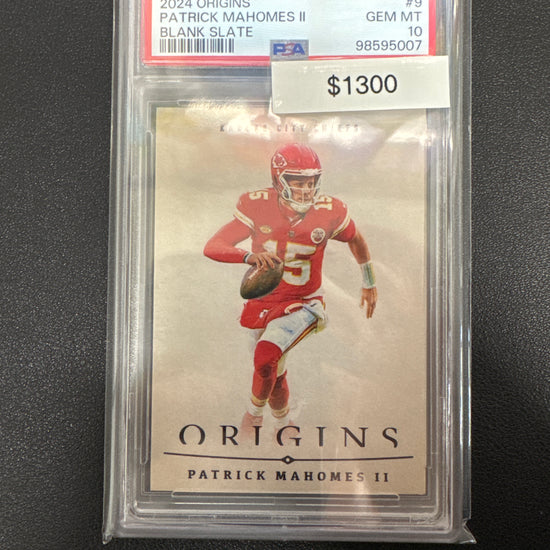 2024 ORIGINS #9
PATRICK MAHOMES II GEM MT
BLANK SLATE 10
PSA 98595007
$1300
KANSAS CITY CHIEFS
15
15
ORIGINS
PATRICK MAHOMES II